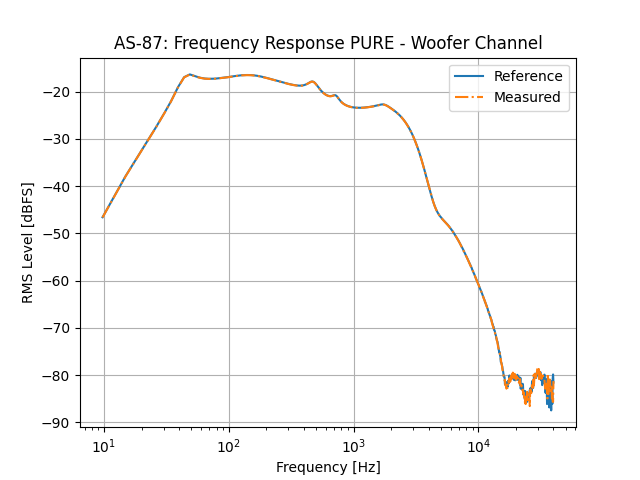 AS-87: Frequency Response PURE - Woofer Channel
Reference
Measured
−20
−30
−40
−50
−60
−70
−80
−90
RMS Level [dBFS]
10¹
10²
10³
10⁴
Frequency [Hz]